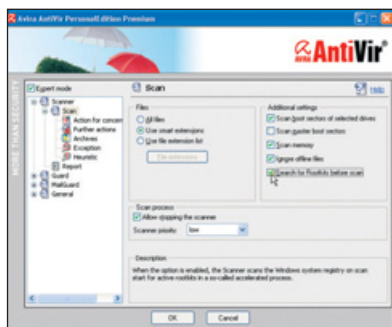 Avira AntiVir PersonalEdition Premium
AVIRA AntiVir
MORE THAN SECURITY
Expert mode
Scanner
Scan
Action for concer
Further actions
Archives
Exception
Heuristic
Report
Guard
MailGuard
General
Scan
Help
Files
All files
Use smart extensions
Use file extension list
File extensions
Additional settings
Scan boot sectors of selected drives
Scan master boot sectors
Scan memory
Ignore offline files
Search for Rootkits before scan
Scan process
Allow stopping the scanner
Scanner priority: low
Description
When the option is enabled, the Scanner scans the Windows system registry on scan
start for active rootkits in a so-called accelerated process.
OK Cancel